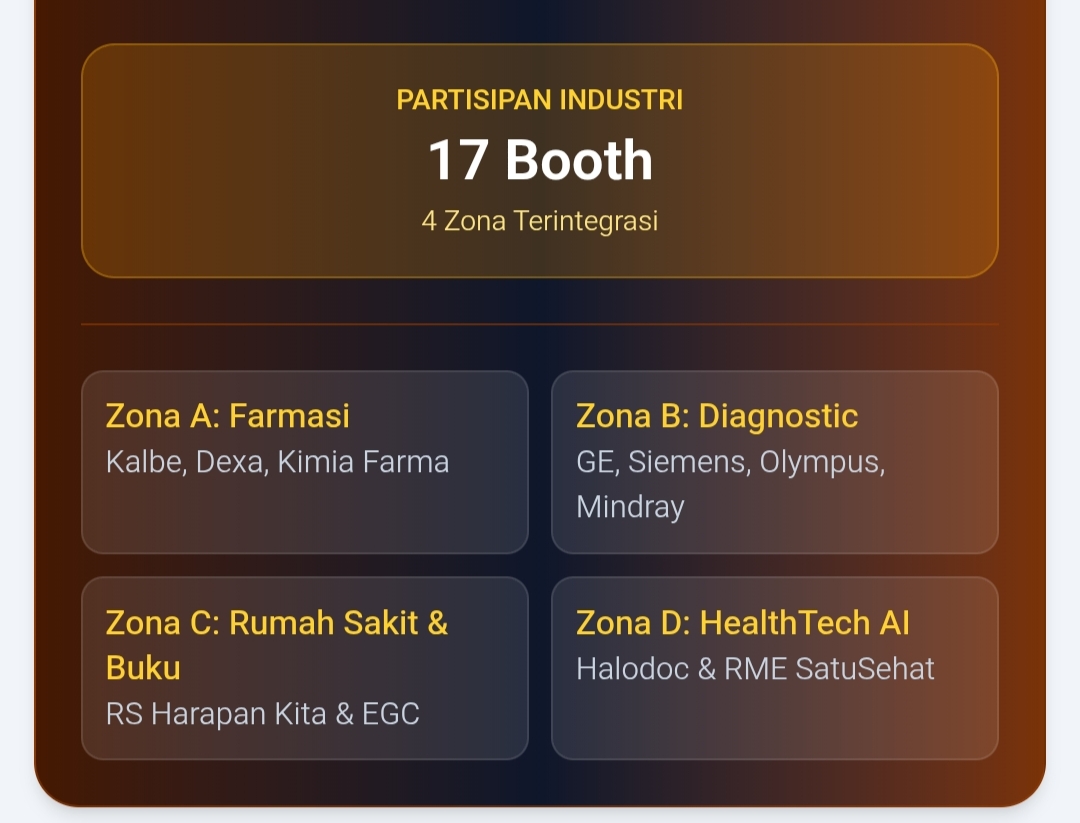 PARTISIPAN INDUSTRI
17 Booth
4 Zona Terintegrasi
Zona A: Farmasi
Kalbe, Dexa, Kimia Farma
Zona B: Diagnostic
GE, Siemens, Olympus,
Mindray
Zona C: Rumah Sakit &
Buku
RS Harapan Kita & EGC
Zona D: HealthTech AI
Halodoc & RME SatuSehat